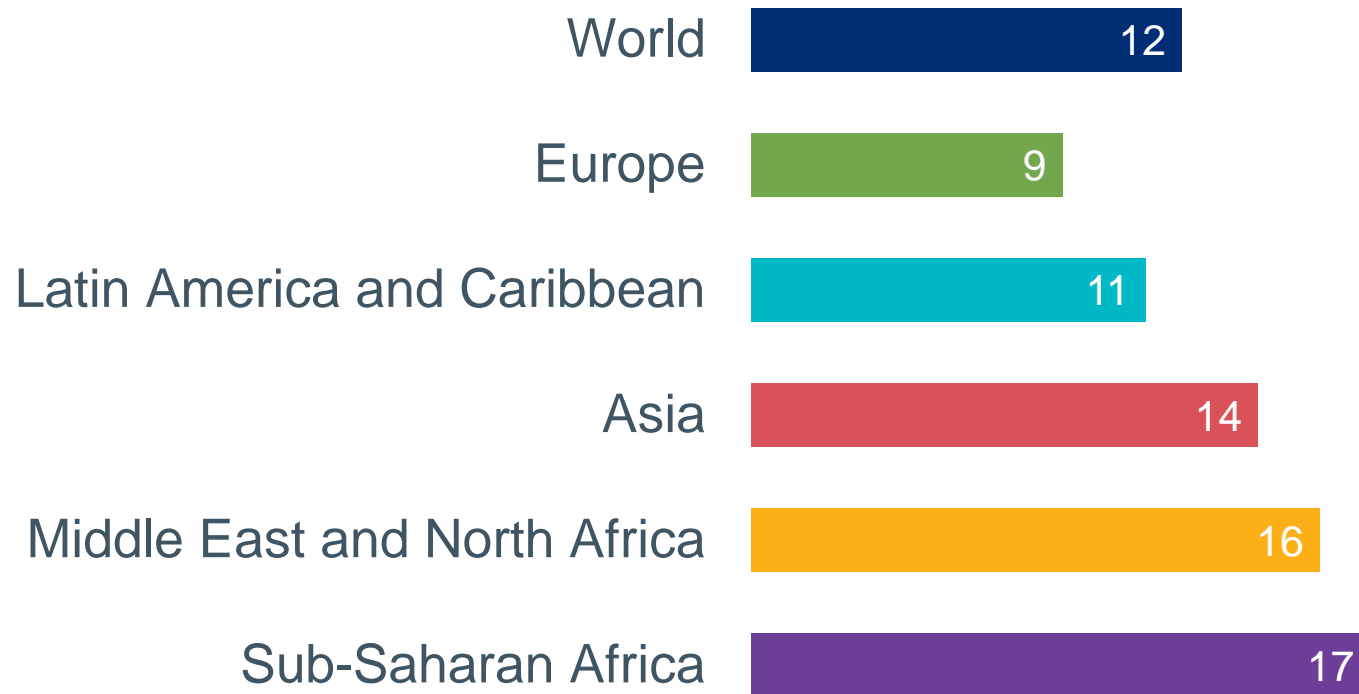 World 12
Europe 9
Latin America and Caribbean 11
Asia 14
Middle East and North Africa 16
Sub-Saharan Africa 17